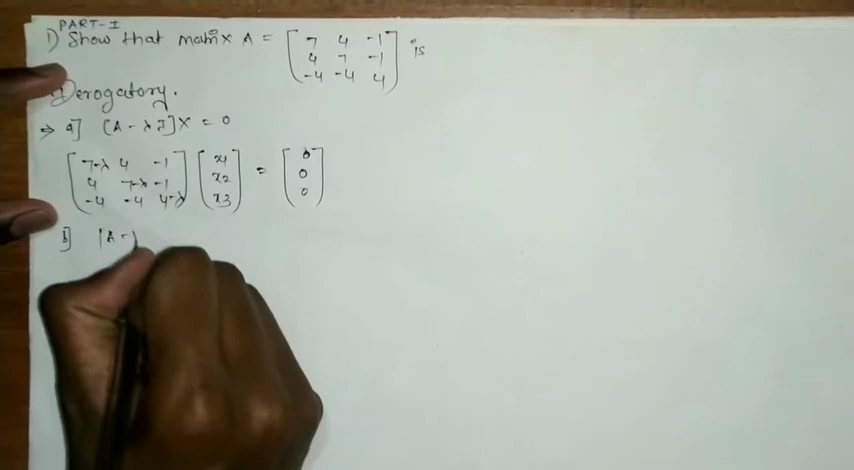 PART-I
1) Show that matrix A = [ 7 4 -1 ] is
4 7 -1
-4 -4 4
Derogatory.
⇒ a] [A - λI]X = 0
[ 7-λ 4 -1 ] [ x1 ] = [ 0 ]
4 7-λ -1 x2 0
-4 -4 4-λ x3 0
b] |A -